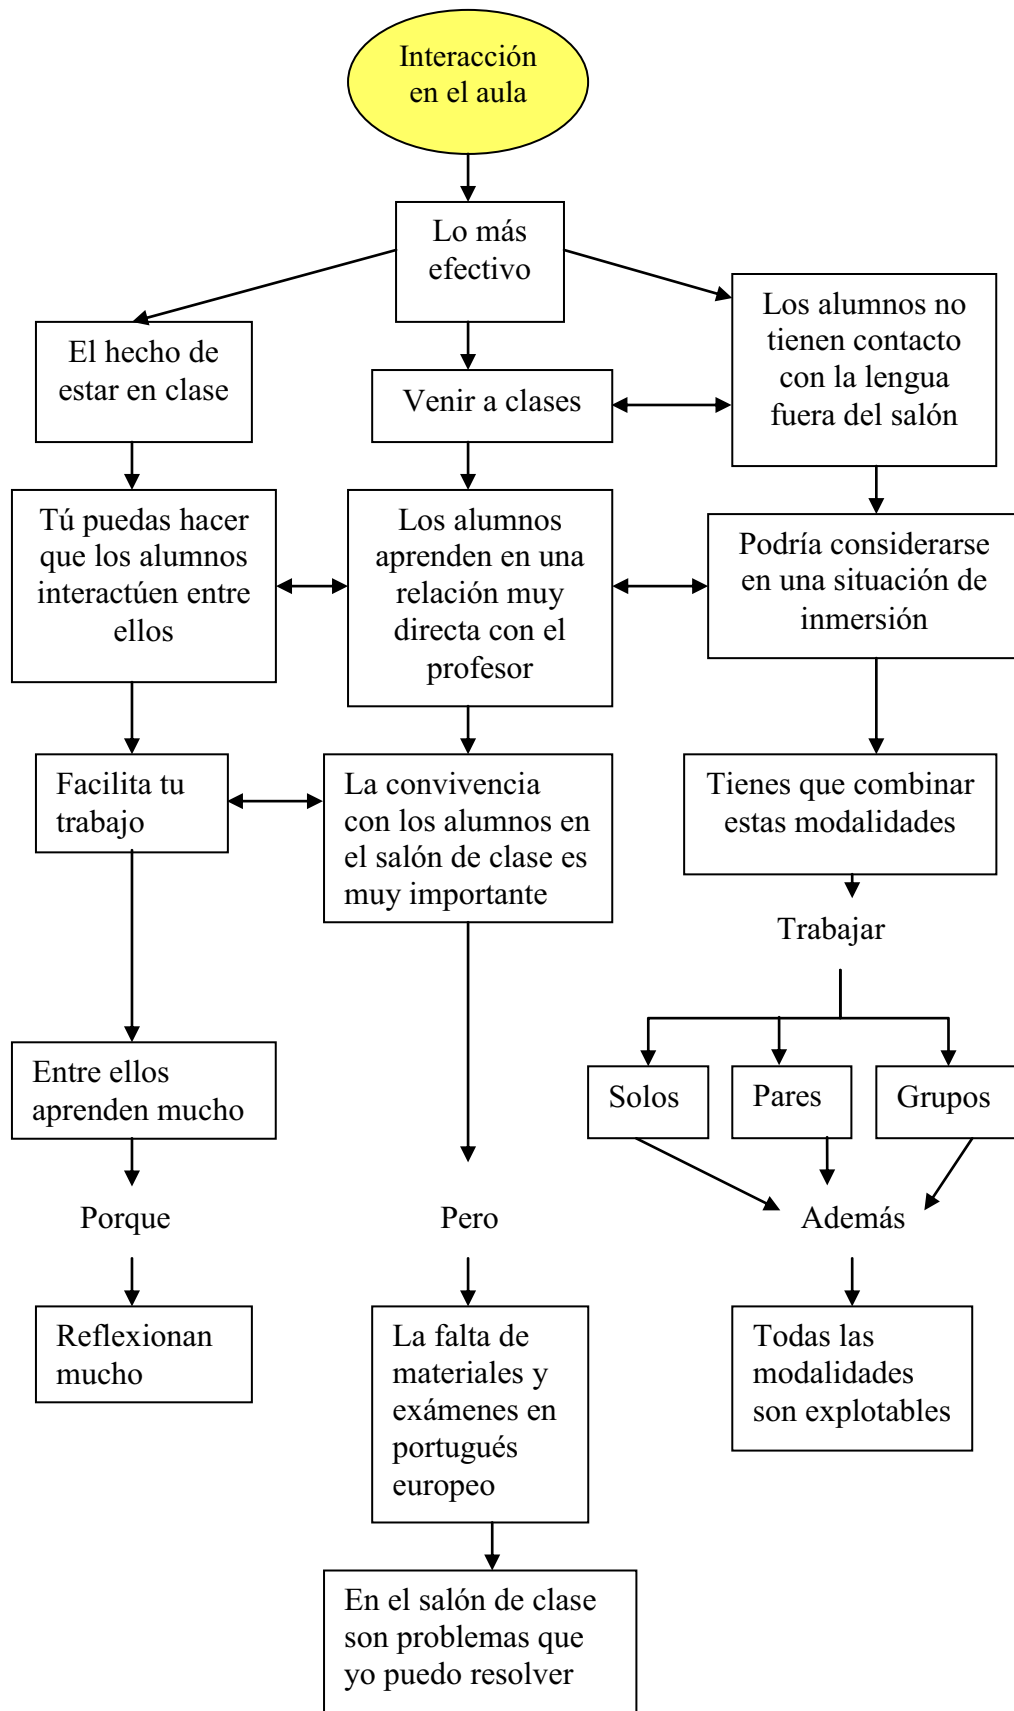 Interacción
en el aula
Lo más
efectivo
El hecho de
estar en clase
Venir a clases
Los alumnos no
tienen contacto
con la lengua
fuera del salón
Tú puedas hacer
que los alumnos
interactúen entre
ellos
Los alumnos
aprenden en una
relación muy
directa con el
profesor
Podría considerarse
en una situación de
inmersión
Facilita tu
trabajo
La convivencia
con los alumnos en
el salón de clase es
muy importante
Tienes que combinar
estas modalidades
Trabajar
Solos
Pares
Grupos
Entre ellos
aprenden mucho
Porque
Pero
Además
Reflexionan
mucho
La falta de
materiales y
exámenes en
portugués
europeo
Todas las
modalidades
son explotables
En el salón de clase
son problemas que
yo puedo resolver